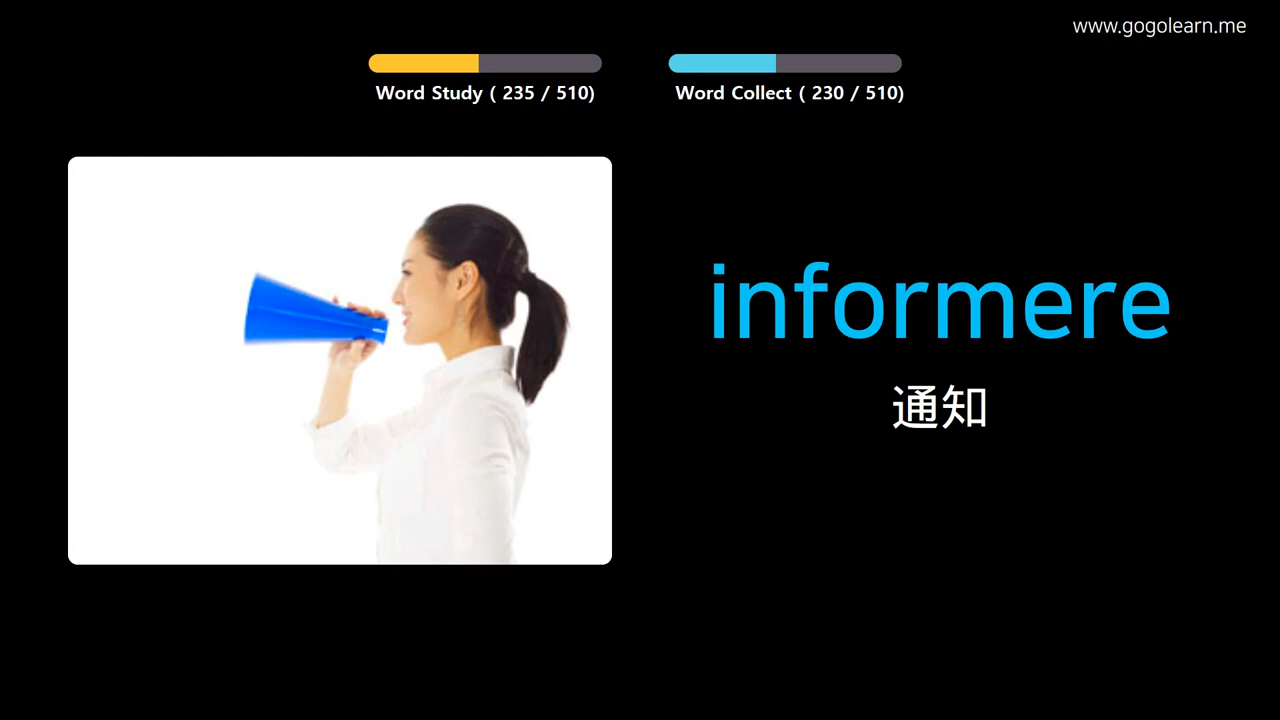 www.gogolearn.me
Word Study ( 235 / 510)
Word Collect ( 230 / 510)
informere
通知